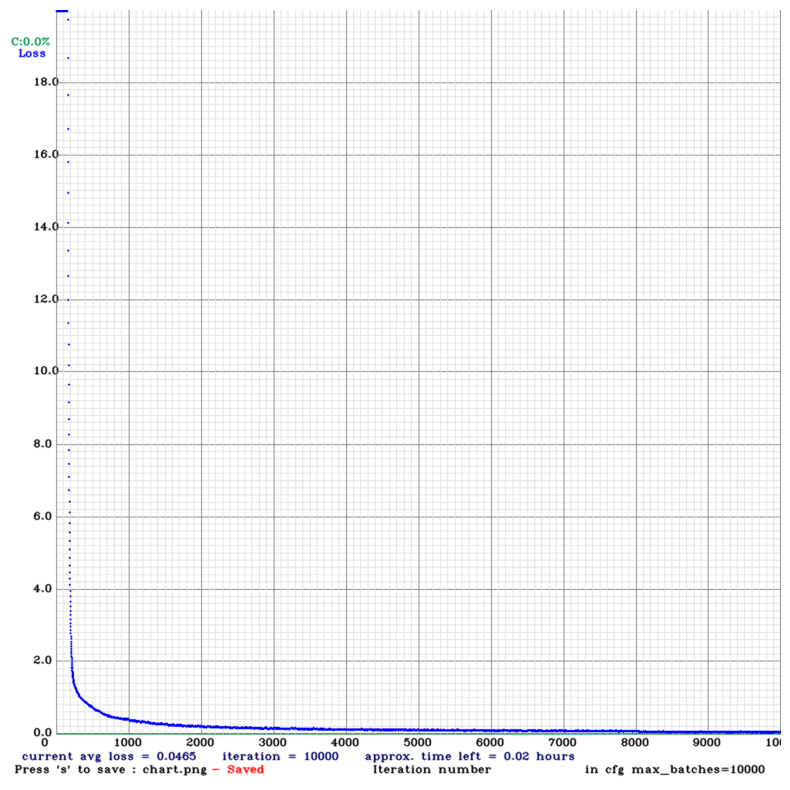 C:0.0%
Loss
18.0
16.0
14.0
12.0
10.0
8.0
6.0
4.0
2.0
0.0
0 1000 2000 3000 4000 5000 6000 7000 8000 9000 10
current avg loss = 0.0465 iteration = 10000 approx. time left = 0.02 hours
Press 's' to save : chart.png - Saved Iteration number in cfg max_batches=10000